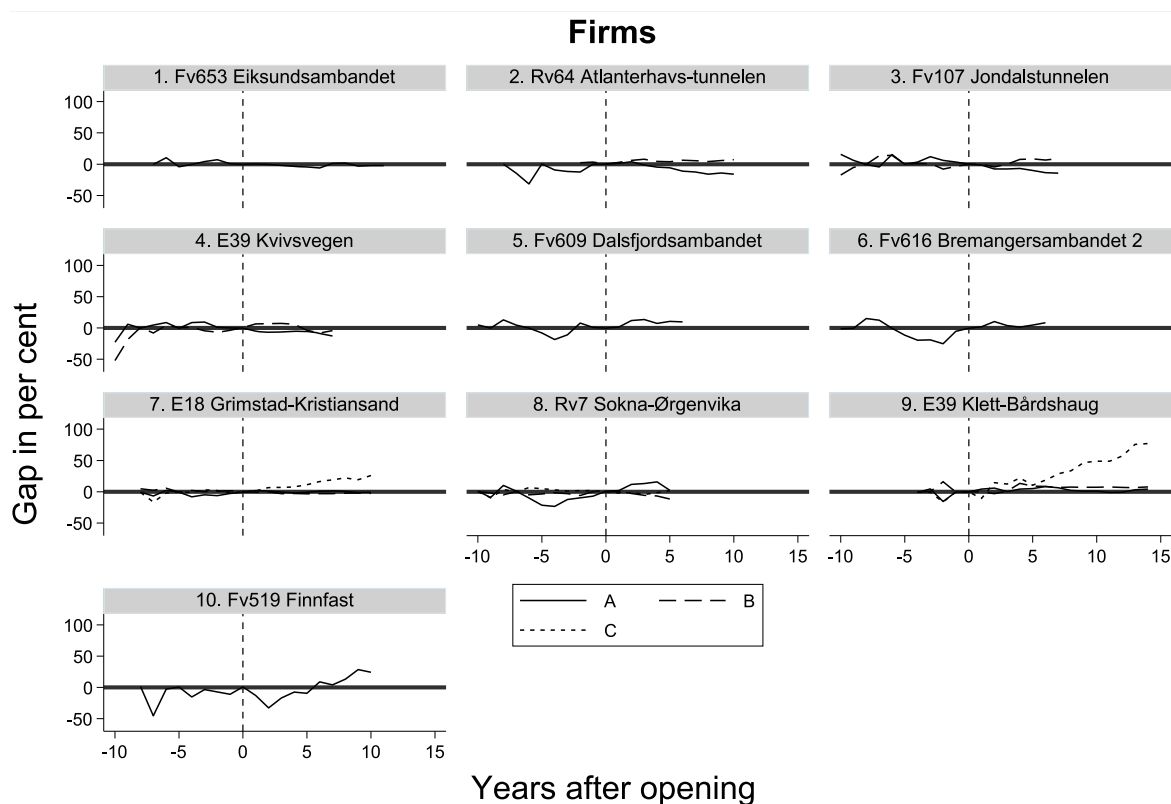 Firms
1. Fv653 Eiksundsambandet
2. Rv64 Atlanterhavs-tunnelen
3. Fv107 Jondalstunnelen
100
50
0
-50
4. E39 Kvivsvegen
5. Fv609 Dalsfjordsambandet
6. Fv616 Bremangersambandet 2
100
50
0
-50
Gap in per cent
7. E18 Grimstad-Kristiansand
8. Rv7 Sokna-Ørgenvika
9. E39 Klett-Bårdshaug
100
50
0
-50
-10 -5 0 5 10 15
-10 -5 0 5 10 15
10. Fv519 Finnfast
A
B
C
100
50
0
-50
-10 -5 0 5 10 15
Years after opening